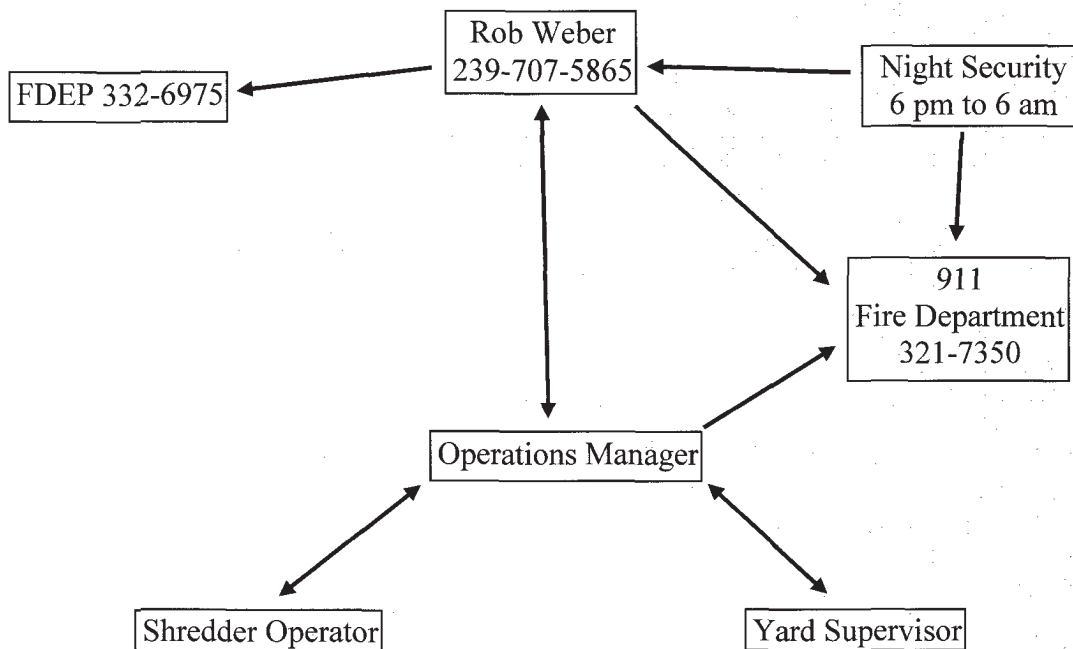 Rob Weber
239-707-5865
FDEP 332-6975
Night Security
6 pm to 6 am
911
Fire Department
321-7350
Operations Manager
Shredder Operator
Yard Supervisor